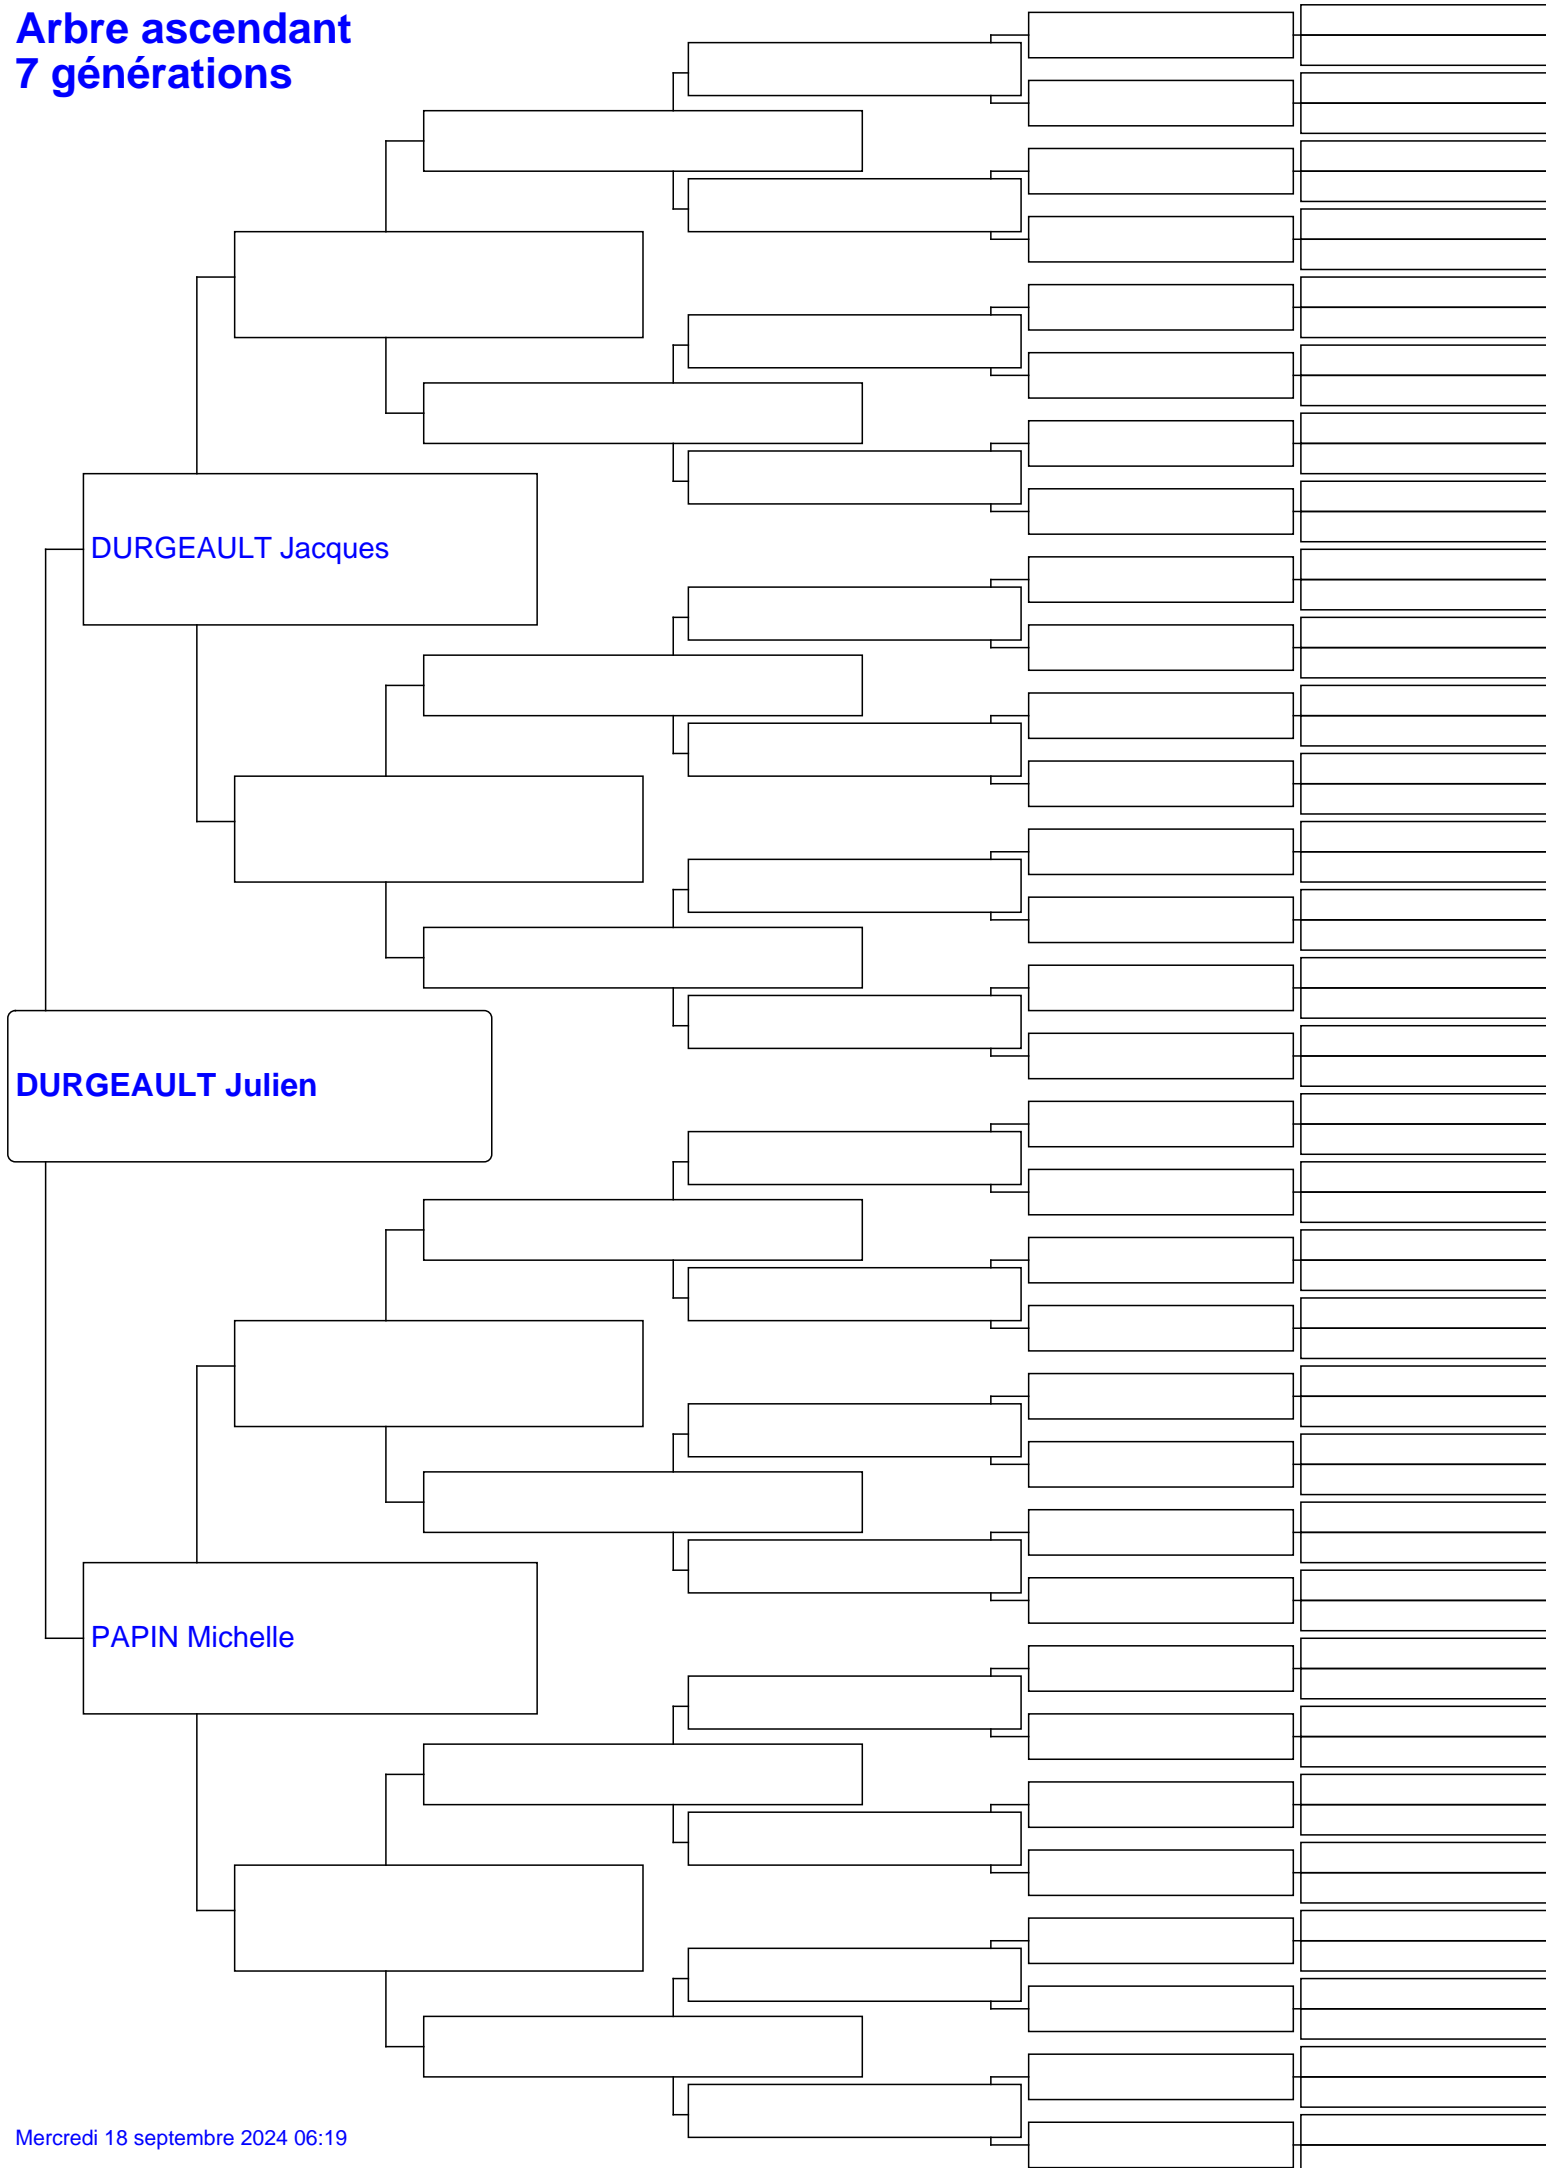 Arbre ascendant
7 générations
DURGEAULT Jacques
DURGEAULT Julien
PAPIN Michelle
Mercredi 18 septembre 2024 06:19